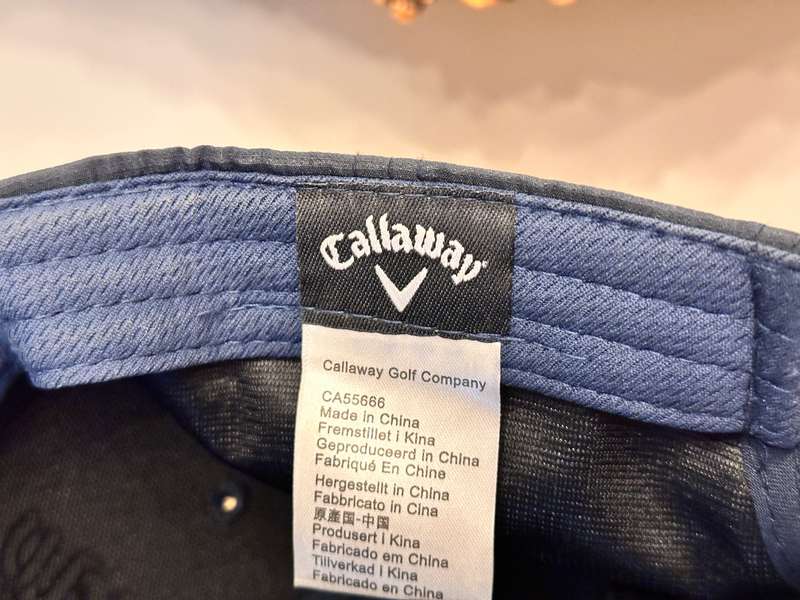 Callaway
Callaway Golf Company
CA55666
Made in China
Fremstillet i Kina
Geproduceerd in China
Fabriqué En Chine
Hergestellt in China
Fabbricato in Cina
原産国-中国
Produsert i Kina
Fabricado em China
Tillverkad i Kina
Fabricado en China